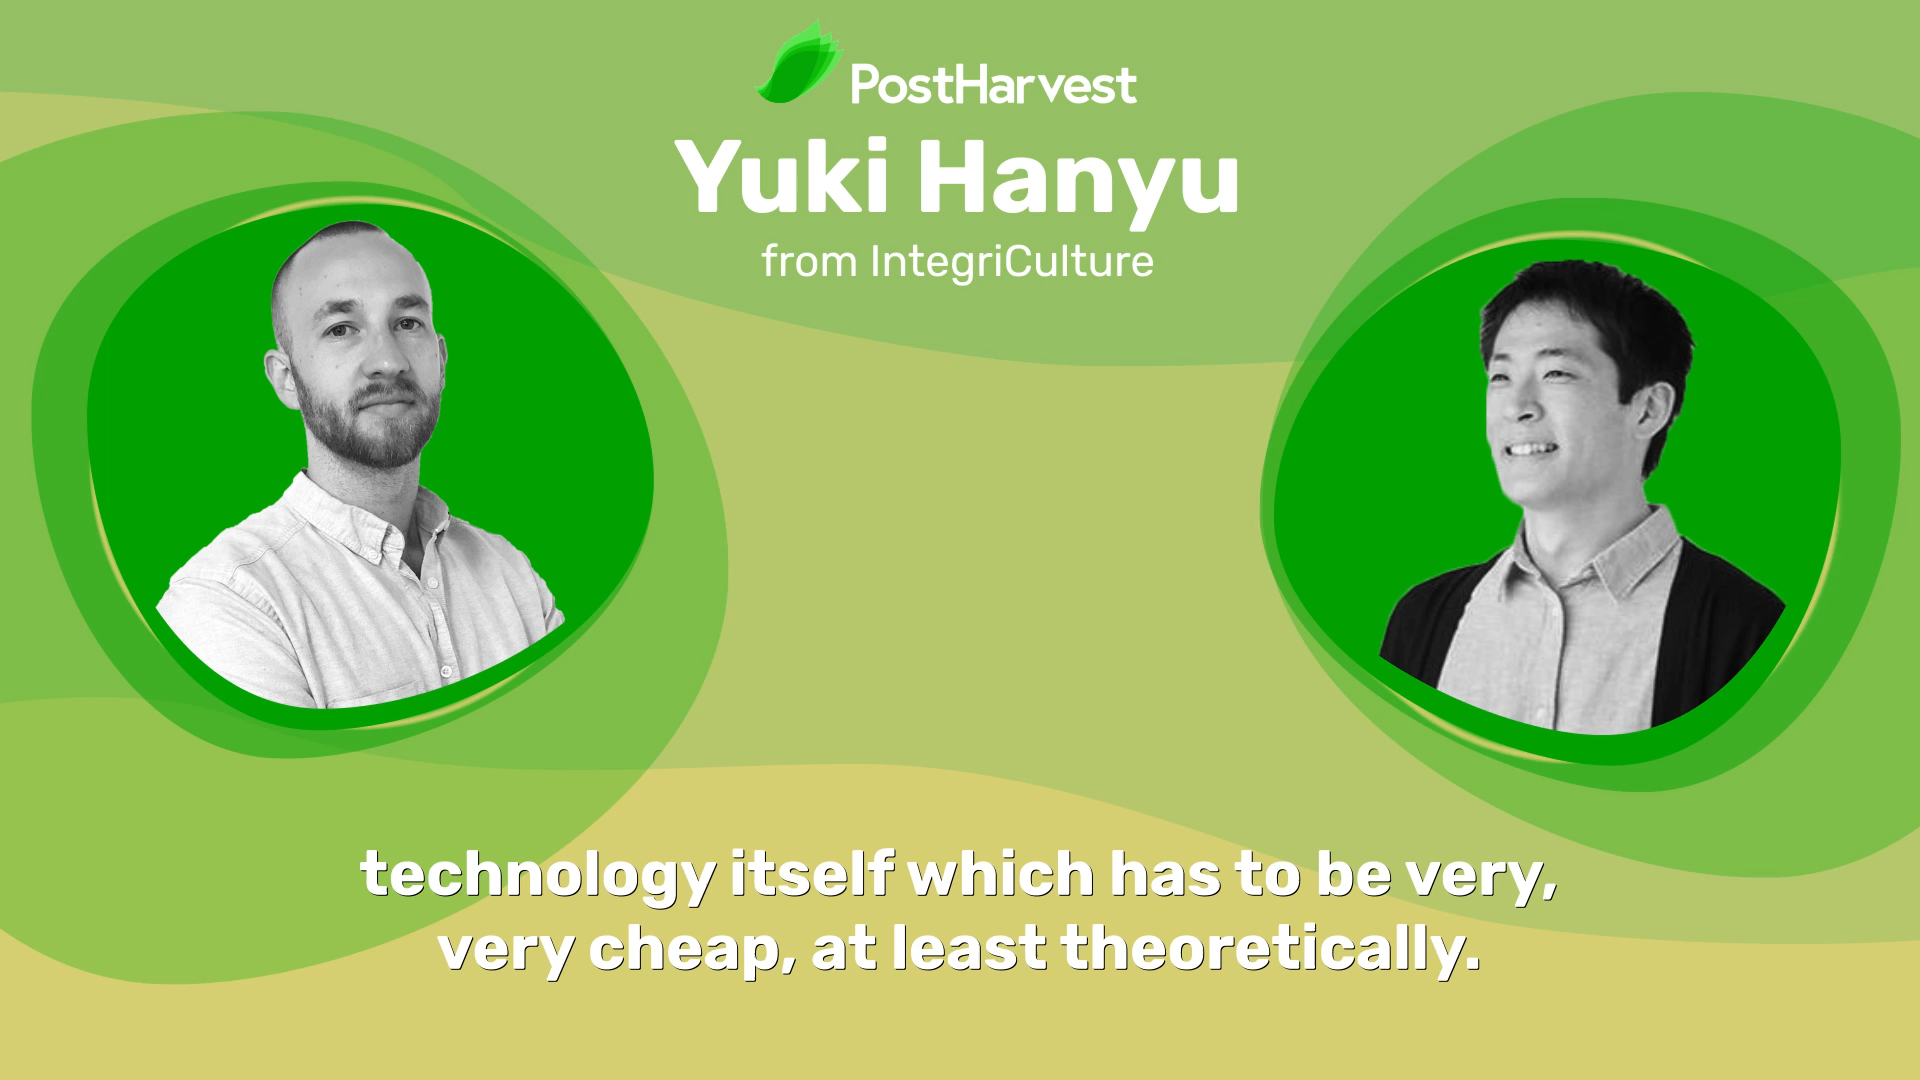 PostHarvest
Yuki Hanyu
from IntegriCulture
technology itself which has to be very,
very cheap, at least theoretically.